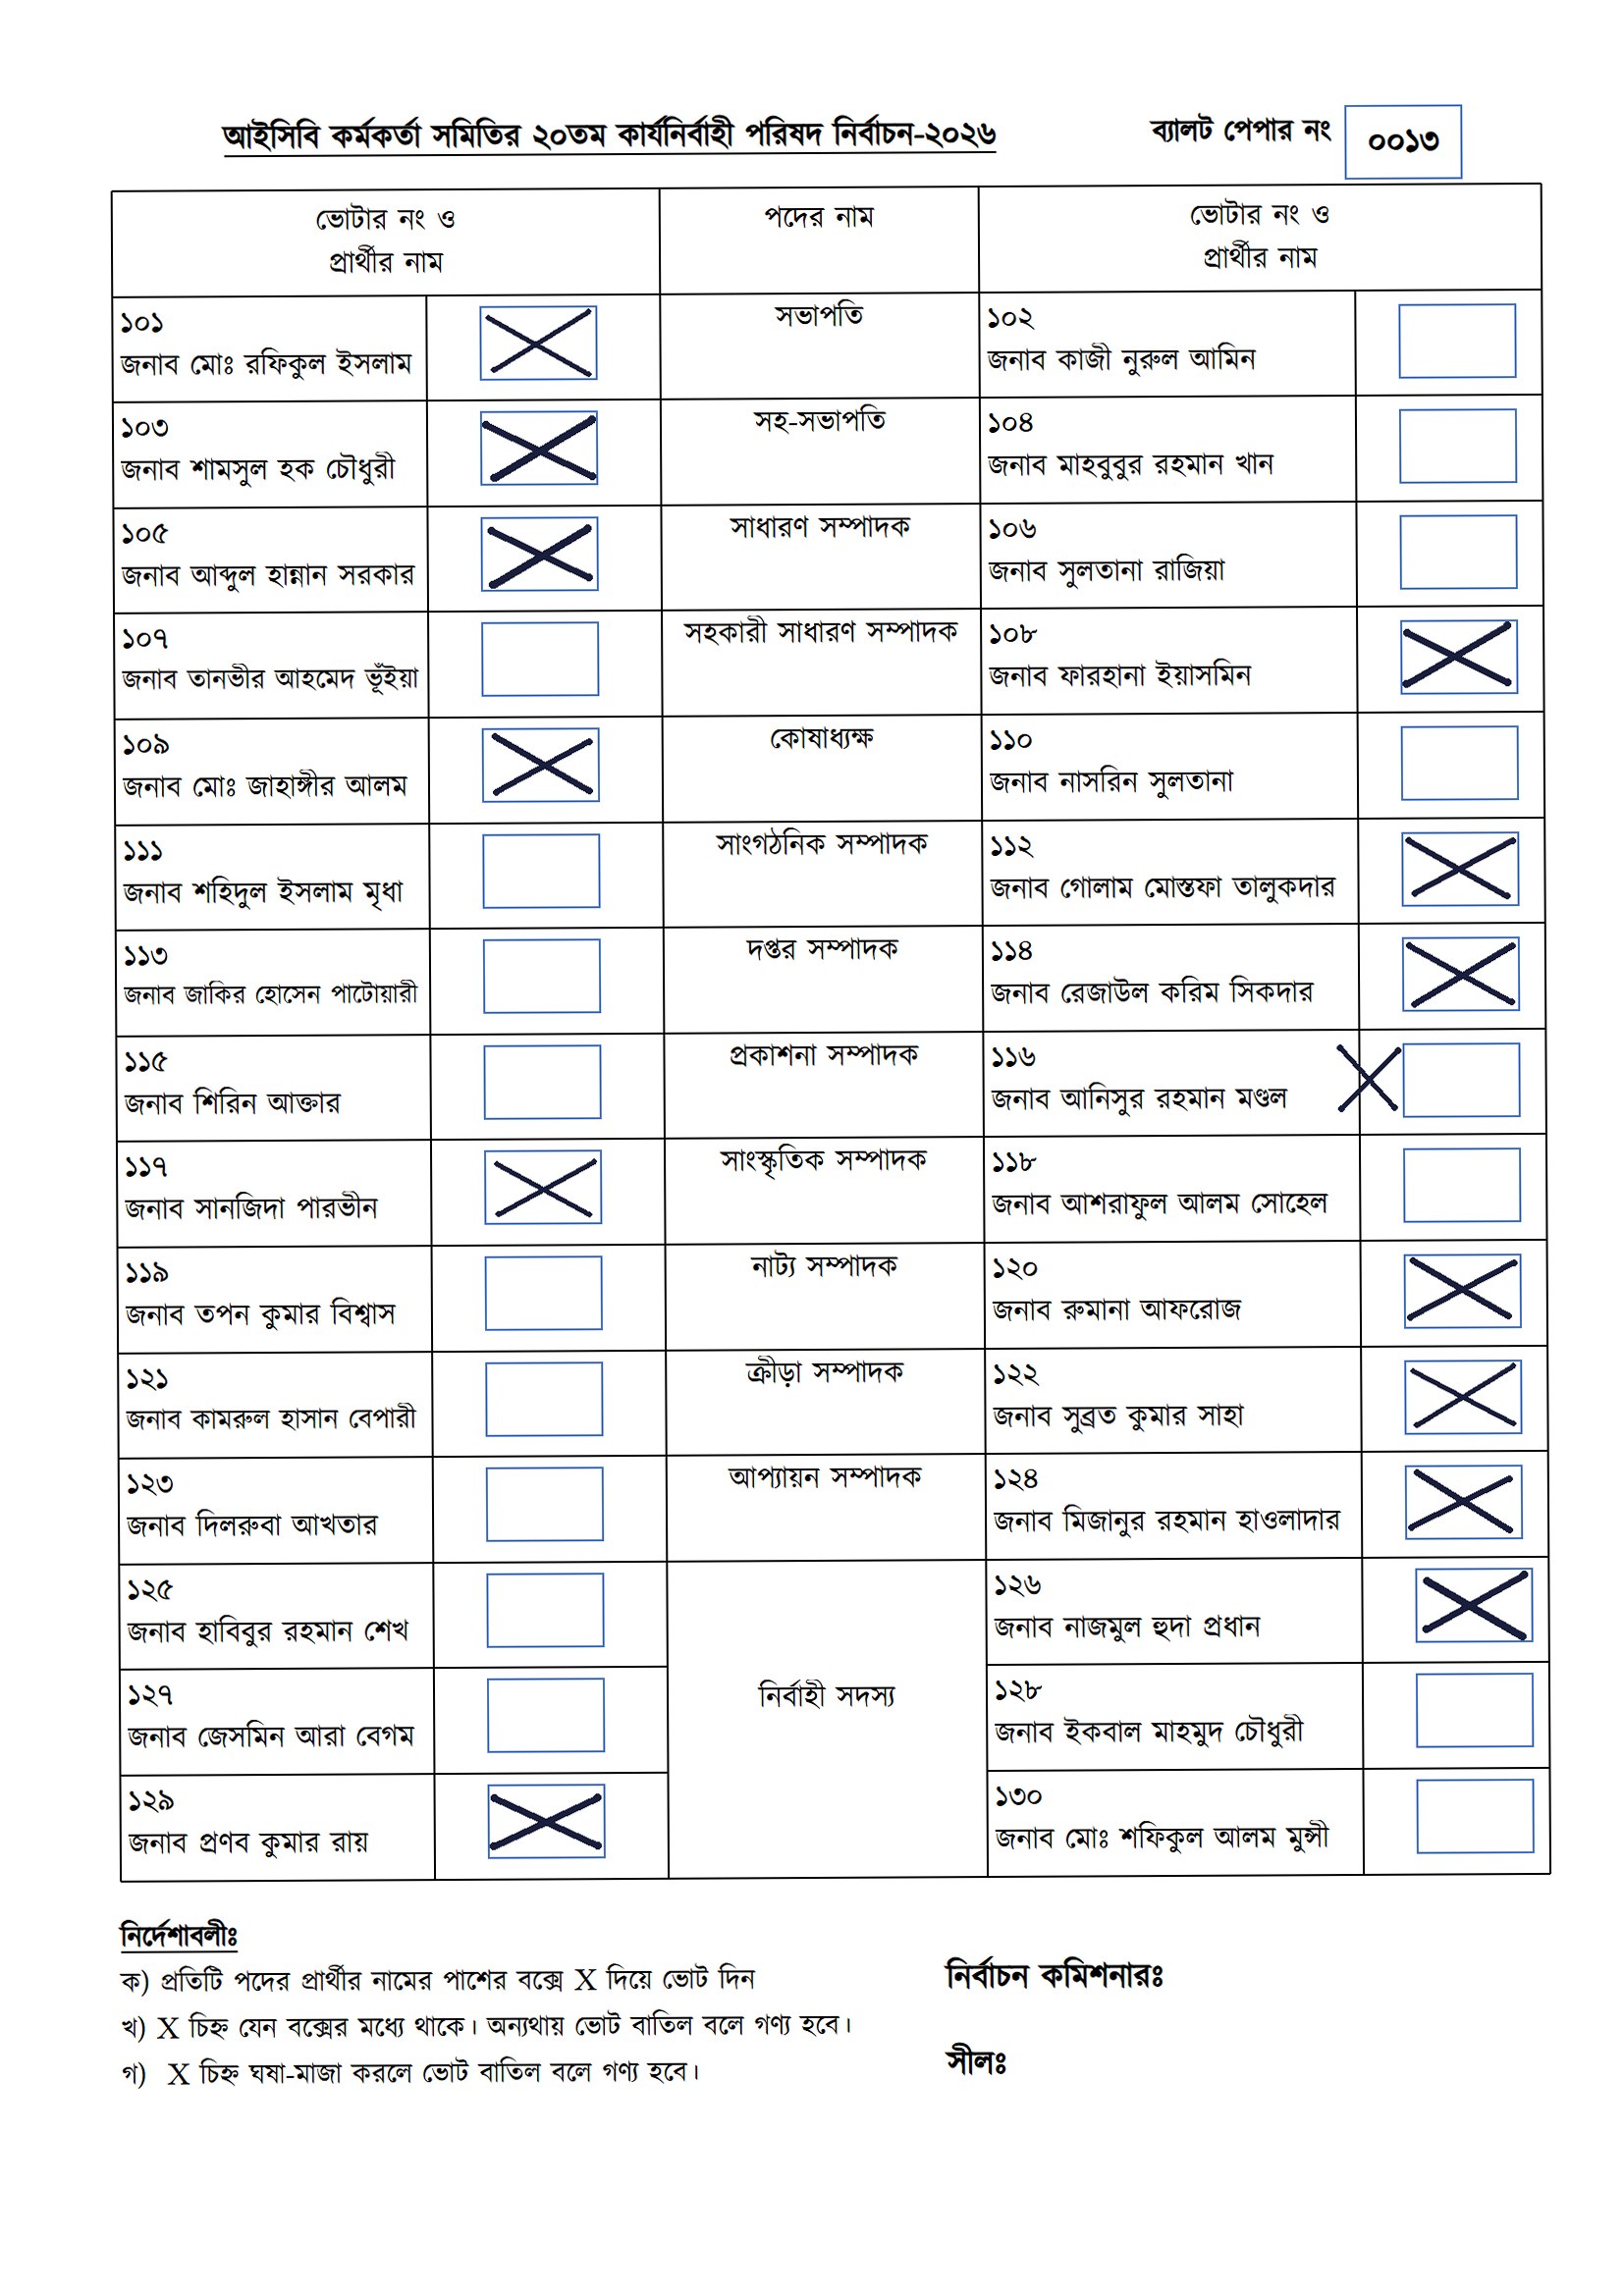 আইসিবি কর্মকর্তা সমিতির ২০তম কার্যনির্বাহী পরিষদ নির্বাচন-২০২৬ ব্যালট পেপার নং ০০১৩
ভোটার নং ও
প্রার্থীর নাম
পদের নাম
ভোটার নং ও
প্রার্থীর নাম
১০১
জনাব মোঃ রফিকুল ইসলাম
সভাপতি
১০২
জনাব কাজী নুরুল আমিন
১০৩
জনাব শামসুল হক চৌধুরী
সহ-সভাপতি
১০৪
জনাব মাহবুবুর রহমান খান
১০৫
জনাব আব্দুল হান্নান সরকার
সাধারণ সম্পাদক
১০৬
জনাব সুলতানা রাজিয়া
১০৭
জনাব তানভীর আহমেদ ভূঁইয়া
সহকারী সাধারণ সম্পাদক
১০৮
জনাব ফারহানা ইয়াসমিন
১০৯
জনাব মোঃ জাহাঙ্গীর আলম
কোষাধ্যক্ষ
১১০
জনাব নাসরিন সুলতানা
১১১
জনাব শহিদুল ইসলাম মৃধা
সাংগঠনিক সম্পাদক
১১২
জনাব গোলাম মোস্তফা তালুকদার
১১৩
জনাব জাকির হোসেন পাটোয়ারী
দপ্তর সম্পাদক
১১৪
জনাব রেজাউল করিম সিকদার
১১৫
জনাব শিরিন আক্তার
প্রকাশনা সম্পাদক
১১৬
জনাব আনিসুর রহমান মণ্ডল
১১৭
জনাব সানজিদা পারভীন
সাংস্কৃতিক সম্পাদক
১১৮
জনাব আশরাফুল আলম সোহেল
১১৯
জনাব তপন কুমার বিশ্বাস
নাট্য সম্পাদক
১২০
জনাব রুমানা আফরোজ
১২১
জনাব কামরুল হাসান বেপারী
ক্রীড়া সম্পাদক
১২২
জনাব সুব্রত কুমার সাহা
১২৩
জনাব দিলরুবা আখতার
আপ্যায়ন সম্পাদক
১২৪
জনাব মিজানুর রহমান হাওলাদার
১২৫
জনাব হাবিবুর রহমান শেখ
১২৬
জনাব নাজমুল হুদা প্রধান
১২৭
জনাব জেসমিন আরা বেগম
নির্বাহী সদস্য
১২৮
জনাব ইকবাল মাহমুদ চৌধুরী
১২৯
জনাব প্রণব কুমার রায়
১৩০
জনাব মোঃ শফিকুল আলম মুন্সী
নির্দেশাবলীঃ
ক) প্রতিটি পদের প্রার্থীর নামের পাশের বক্সে X দিয়ে ভোট দিন
খ) X চিহ্ন যেন বক্সের মধ্যে থাকে। অন্যথায় ভোট বাতিল বলে গণ্য হবে।
গ) X চিহ্ন ঘষা-মাজা করলে ভোট বাতিল বলে গণ্য হবে।
নির্বাচন কমিশনারঃ
সীলঃ